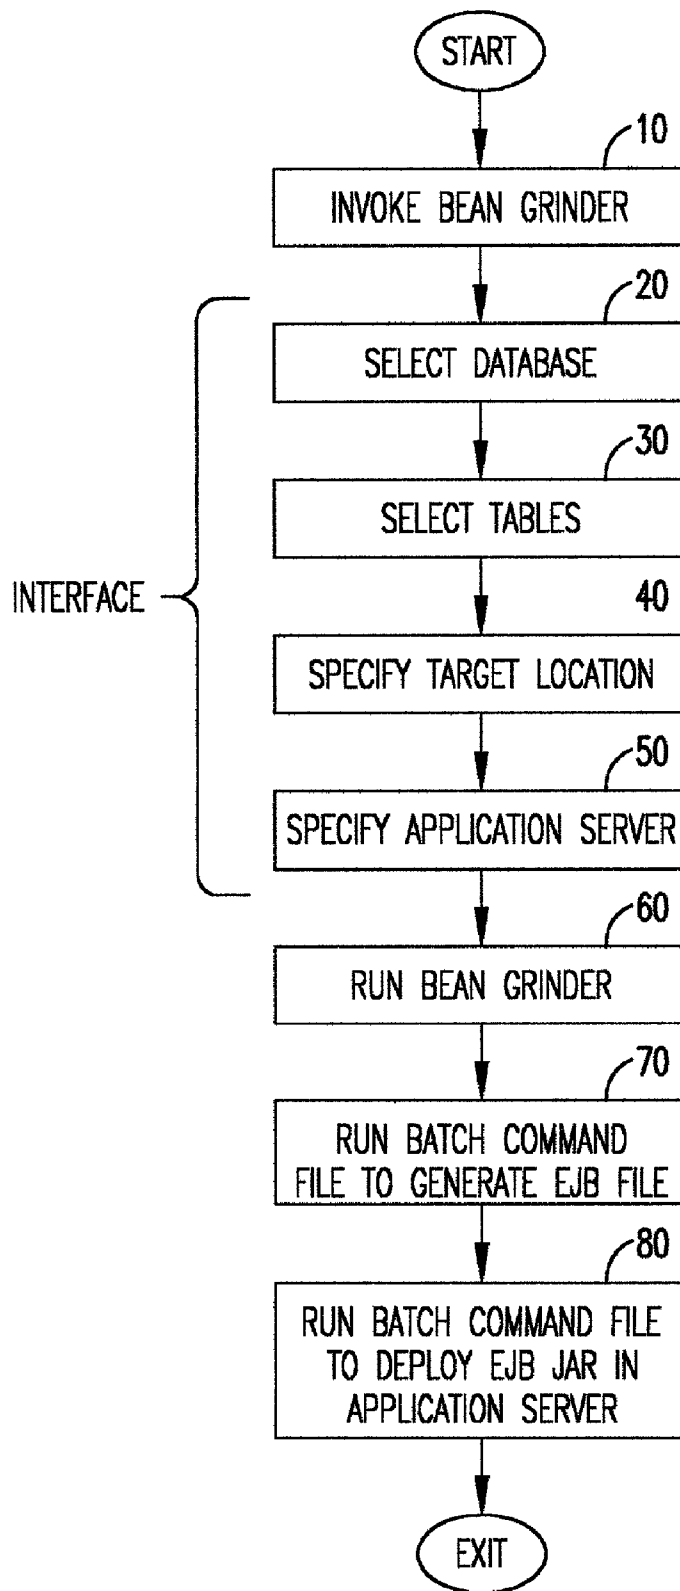 START
10
INVOKE BEAN GRINDER
20
SELECT DATABASE
30
SELECT TABLES
INTERFACE
40
SPECIFY TARGET LOCATION
50
SPECIFY APPLICATION SERVER
60
RUN BEAN GRINDER
70
RUN BATCH COMMAND
FILE TO GENERATE EJB FILE
80
RUN BATCH COMMAND FILE
TO DEPLOY EJB JAR IN
APPLICATION SERVER
EXIT